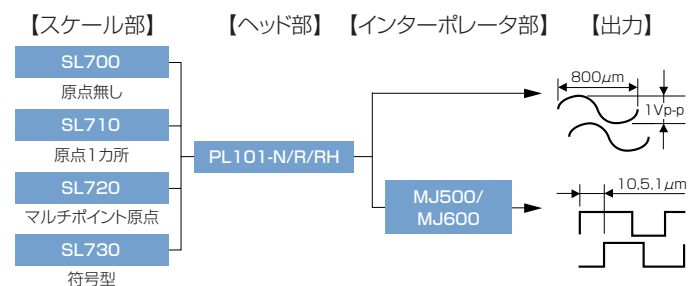 【スケール部】
【ヘッド部】
【インターポレータ部】
【出力】
SL700
原点無し
SL710
原点1カ所
SL720
マルチポイント原点
SL730
符号型
PL101-N/R/RH
MJ500/
MJ600
800μm
1Vp-p
10,5,1μm